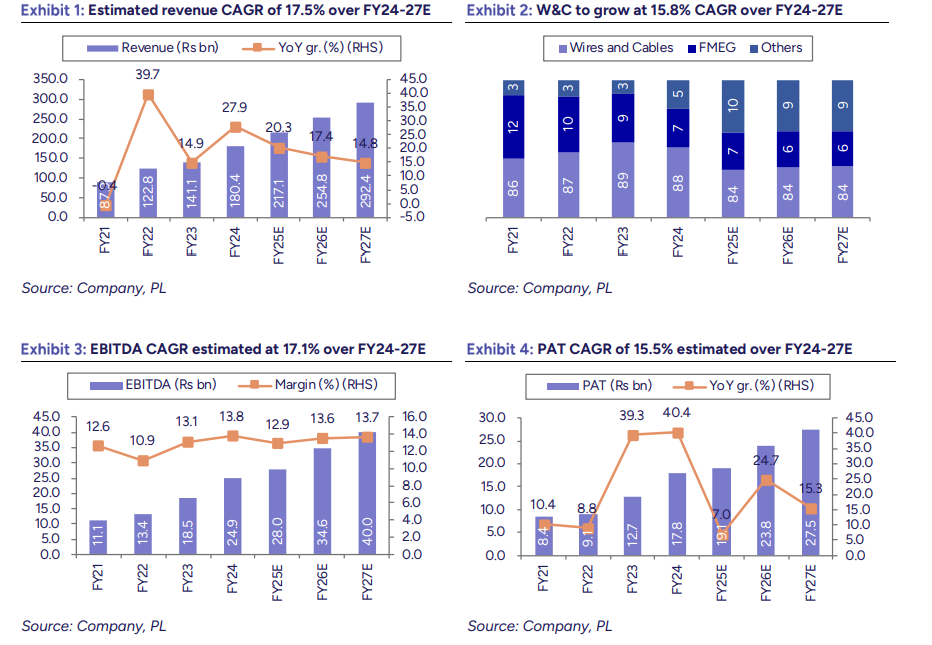 Exhibit 1: Estimated revenue CAGR of 17.5% over FY24-27E
Revenue (Rs bn) YoY gr. (%) (RHS)
350.0
300.0
250.0
200.0
150.0
100.0
50.0
0.0
45.0
40.0
35.0
30.0
25.0
20.0
15.0
10.0
5.0
0.0
-5.0
-0.4
39.7
14.9
27.9
20.3
17.4
14.8
122.8
141.1
180.4
217.1
254.8
292.4
FY21
FY22
FY23
FY24
FY25E
FY26E
FY27E
Source: Company, PL
Exhibit 2: W&C to grow at 15.8% CAGR over FY24-27E
Wires and Cables FMEG Others
3 3 3 5 10 9 9
12 10 9 7 7 6 6
86 87 89 88 84 84 84
FY21
FY22
FY23
FY24
FY25E
FY26E
FY27E
Source: Company, PL
Exhibit 3: EBITDA CAGR estimated at 17.1% over FY24-27E
EBITDA (Rs bn) Margin (%) (RHS)
45.0
40.0
35.0
30.0
25.0
20.0
15.0
10.0
5.0
0.0
16.0
14.0
12.0
10.0
8.0
6.0
4.0
2.0
0.0
12.6
10.9
13.1
13.8
12.9
13.6
13.7
11.1
13.4
18.5
24.9
28.0
34.6
40.0
FY21
FY22
FY23
FY24
FY25E
FY26E
FY27E
Source: Company, PL
Exhibit 4: PAT CAGR of 15.5% estimated over FY24-27E
PAT (Rs bn) YoY gr. (%) (RHS)
30.0
25.0
20.0
15.0
10.0
5.0
0.0
45.0
40.0
35.0
30.0
25.0
20.0
15.0
10.0
5.0
0.0
10.4
8.8
39.3
40.4
7.0
24.7
15.3
8.4
9.1
12.7
17.8
19.1
23.8
27.5
FY21
FY22
FY23
FY24
FY25E
FY26E
FY27E
Source: Company, PL